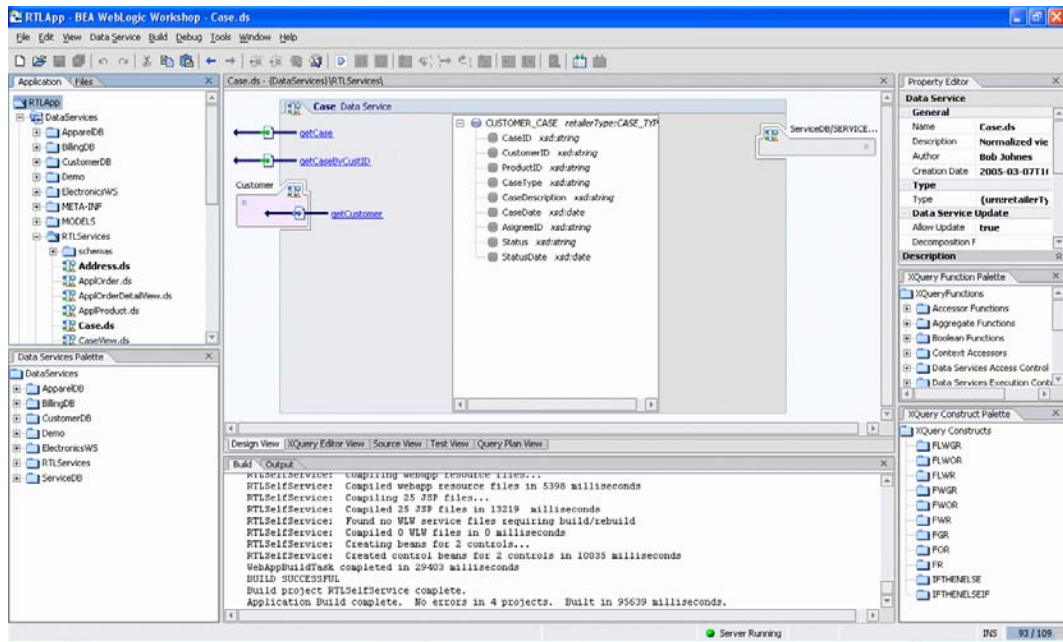 RTLApp - BEA WebLogic Workshop - Case.ds
File Edit View Data Service Build Debug Tools Window Help
Application Files
RTLApp
DataServices
ApparelDB
BillingDB
CustomerDB
Demo
ElectronicsWS
META-INF
MODELS
RTLServices
schemas
Address.ds
ApplOrder.ds
ApplOrderDetailView.ds
ApplProduct.ds
Case.ds
CaseView.ds
Data Services Palette
DataServices
ApparelDB
BillingDB
CustomerDB
Demo
ElectronicsWS
RTLServices
ServiceDB
Case.ds - {DataServices}\RTLServices\
Case Data Service
getCase
getCaseByCustID
Customer
getCustomer
CUSTOMER_CASE retailerType:CASE_TYP
CaseID xsd:string
CustomerID xsd:string
ProductID xsd:string
CaseType xsd:string
CaseDescription xsd:string
CaseDate xsd:date
AsigneeID xsd:string
Status xsd:string
StatusDate xsd:date
ServiceDB/SERVICE...
Design View XQuery Editor View Source View Test View Query Plan View
Build Output
RTLSelfService: Compiling webapp resource files...
RTLSelfService: Compiled webapp resource files in 5398 milliseconds
RTLSelfService: Compiling 25 JSP files...
RTLSelfService: Compiled 25 JSP files in 13219 milliseconds
RTLSelfService: Found no WLW service files requiring build/rebuild
RTLSelfService: Compiled 0 WLW files in 0 milliseconds
RTLSelfService: Creating beans for 2 controls...
RTLSelfService: Created control beans for 2 controls in 10035 milliseconds
WebAppBuildTask completed in 29403 milliseconds
BUILD SUCCESSFUL
Build project RTLSelfService complete.
Application Build complete. No errors in 4 projects. Built in 95639 milliseconds.
Property Editor
Data Service
General
Name Case.ds
Description Normalized vie
Author Bob Johnes
Creation Date 2005-03-07T1
Type
Type {urn:retailerTy
Data Service Update
Allow Update true
Decomposition F
Description
XQuery Function Palette
XQueryFunctions
Accessor Functions
Aggregate Functions
Boolean Functions
Context Accessors
Data Services Access Control
Data Services Execution Contr
XQuery Construct Palette
XQuery Constructs
FLWGR
FLWOR
FLWR
FWGR
FWOR
FWR
FGR
FOR
FR
IFTHENELSE
IFTHENELSEIF
Server Running
INS 93 / 109